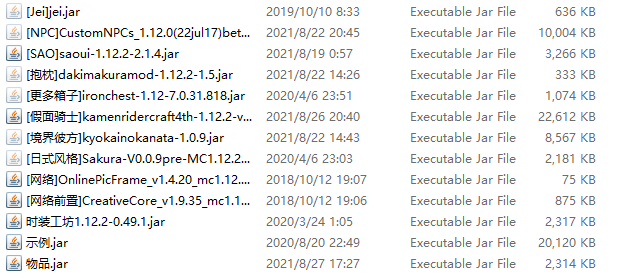 [Jei]jei.jar 2019/10/10 8:33 Executable Jar File 636 KB
[NPC]CustomNPCs_1.12.0(22jul17)bet... 2021/8/22 20:45 Executable Jar File 10,004 KB
[SAO]saoui-1.12.2-2.1.4.jar 2021/8/19 0:57 Executable Jar File 3,266 KB
[抱枕]dakimakuramod-1.12.2-1.5.jar 2021/8/22 14:26 Executable Jar File 333 KB
[更多箱子]ironchest-1.12-7.0.31.818.jar 2020/4/6 23:51 Executable Jar File 1,074 KB
[假面骑士]kamenridercraft4th-1.12.2-v... 2021/8/26 20:40 Executable Jar File 22,612 KB
[境界彼方]kyokainokanata-1.0.9.jar 2021/8/22 14:43 Executable Jar File 8,567 KB
[日式风格]Sakura-V0.0.9pre-MC1.12.2... 2020/4/6 23:03 Executable Jar File 2,181 KB
[网络]OnlinePicFrame_v1.4.20_mc1.12.... 2018/10/12 19:07 Executable Jar File 75 KB
[网络前置]CreativeCore_v1.9.35_mc1.1... 2018/10/12 19:06 Executable Jar File 875 KB
时装工坊1.12.2-0.49.1.jar 2020/3/24 1:05 Executable Jar File 2,317 KB
示例.jar 2020/8/20 22:49 Executable Jar File 20,120 KB
物品.jar 2021/8/27 17:27 Executable Jar File 2,314 KB